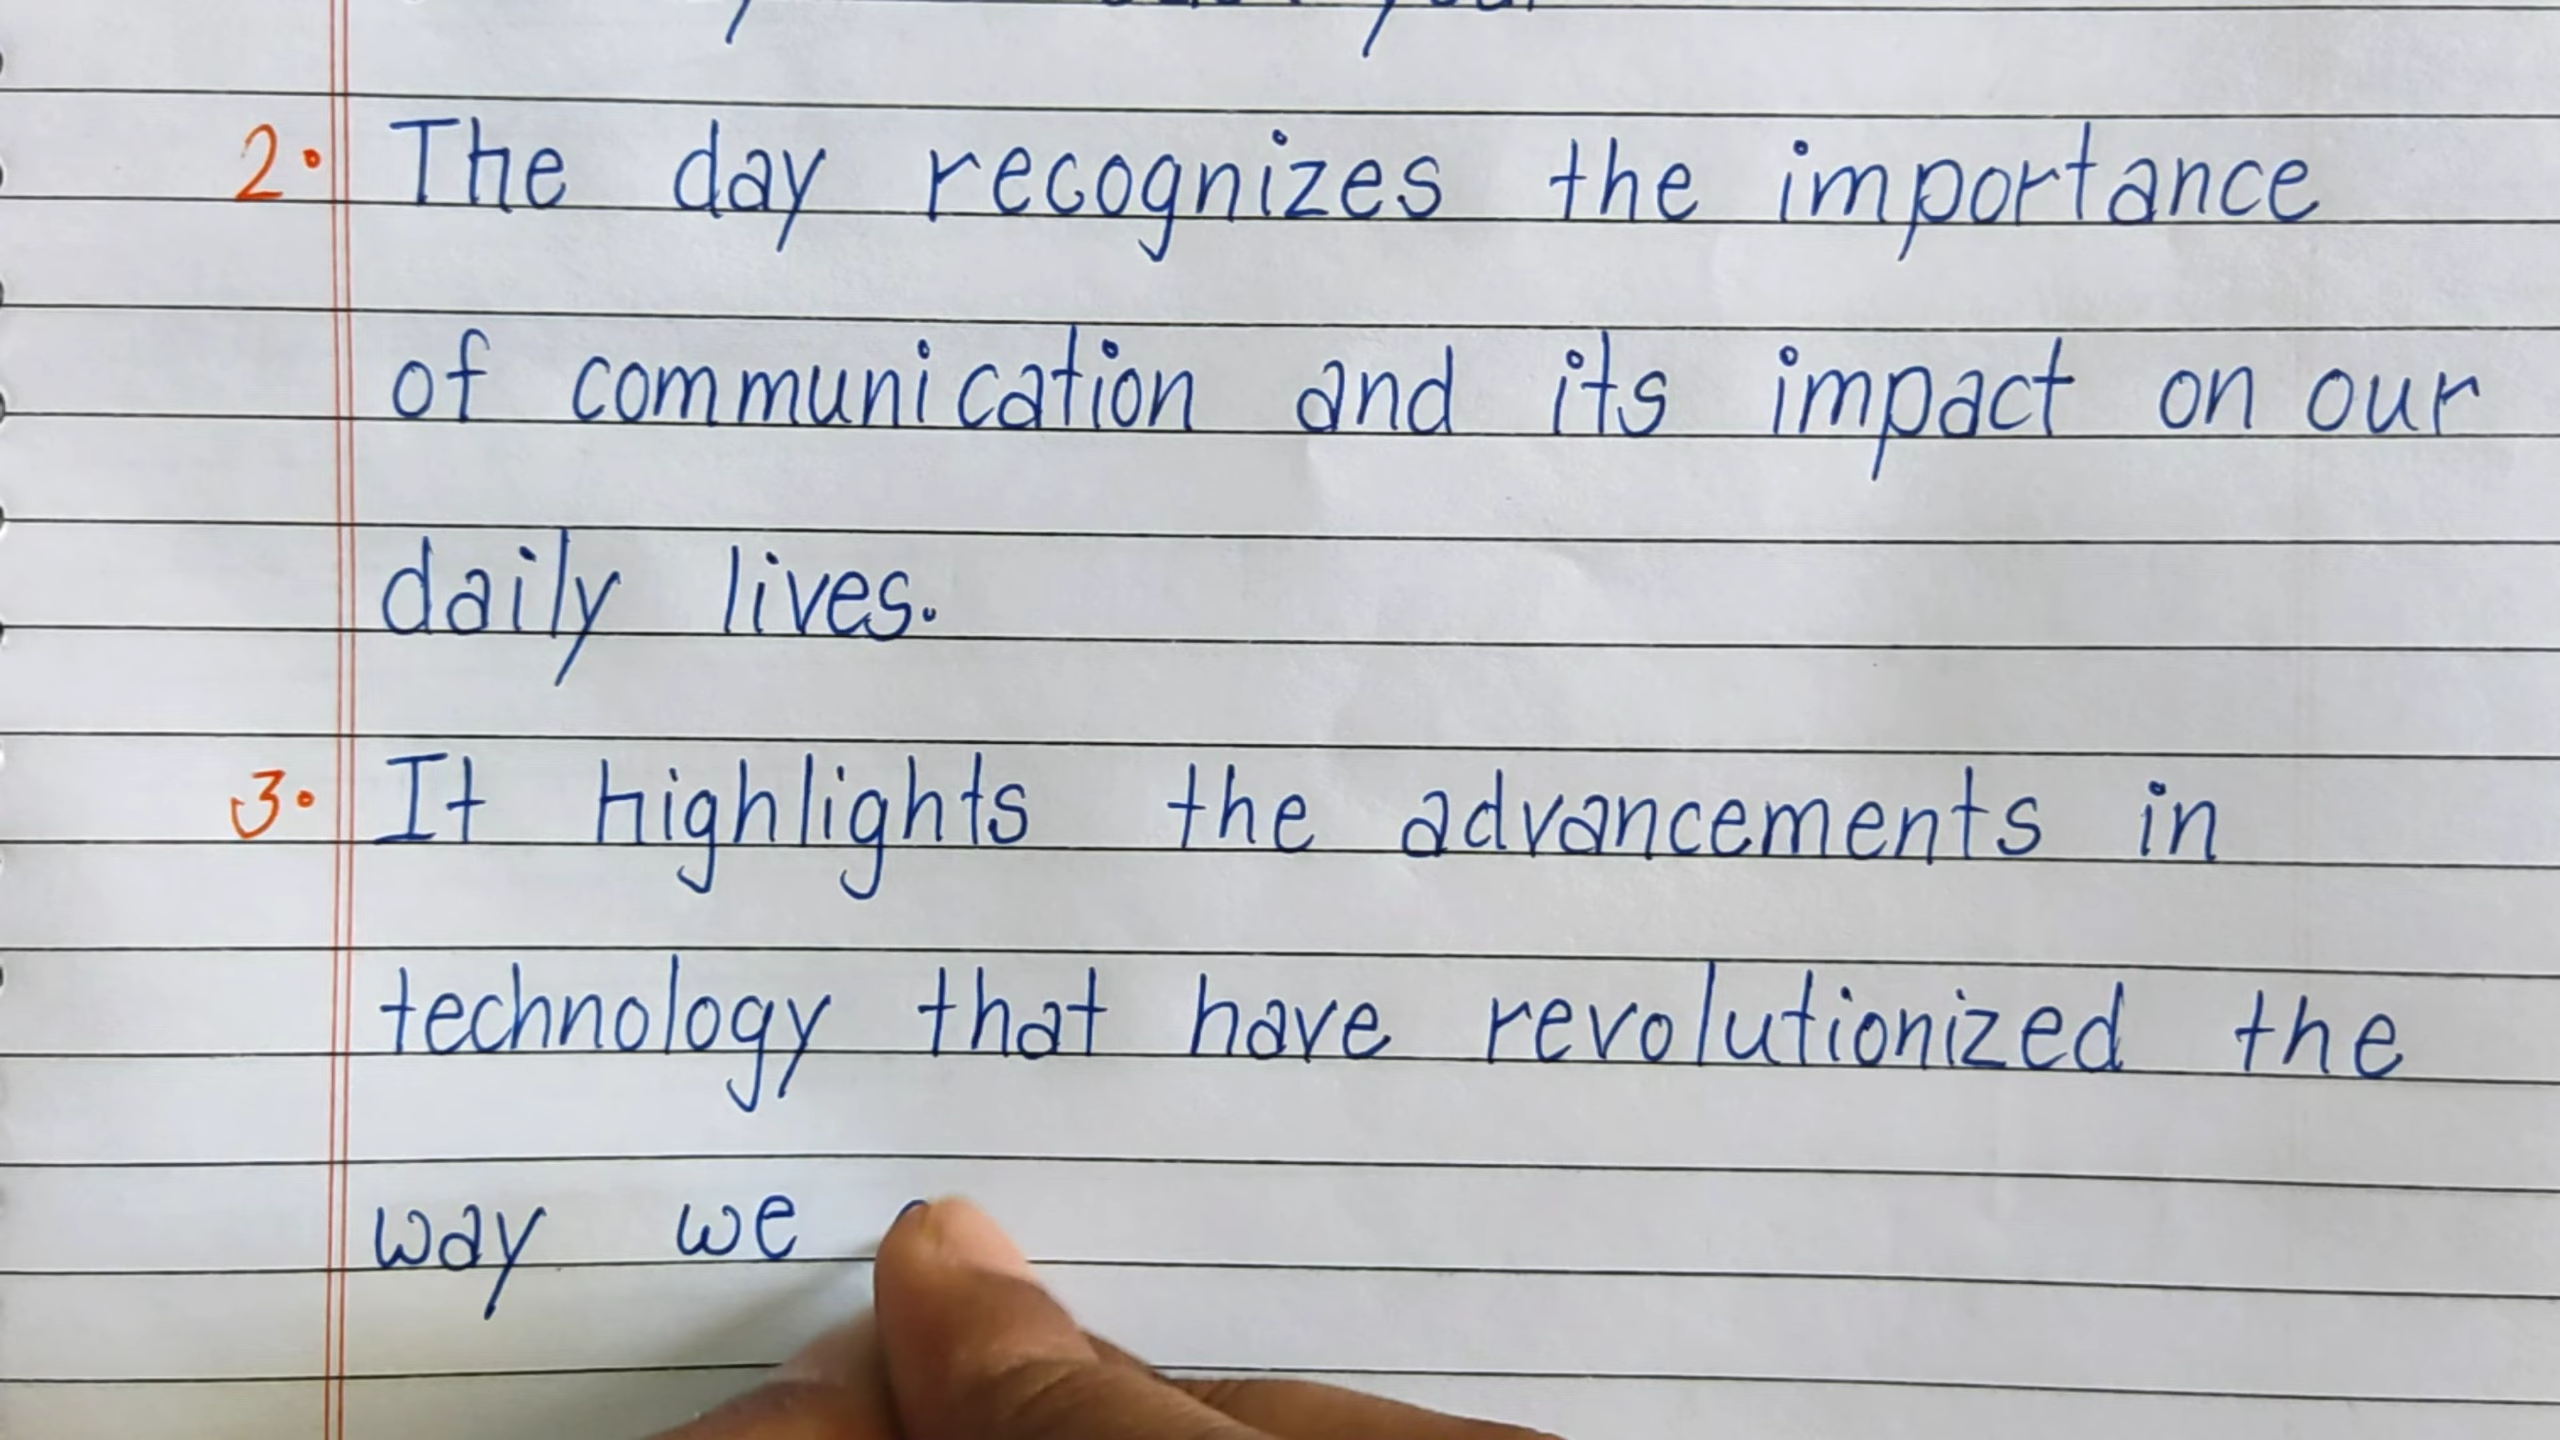 2. The day recognizes the importance
of communication and its impact on our
daily lives.
3. It highlights the advancements in
technology that have revolutionized the
way we